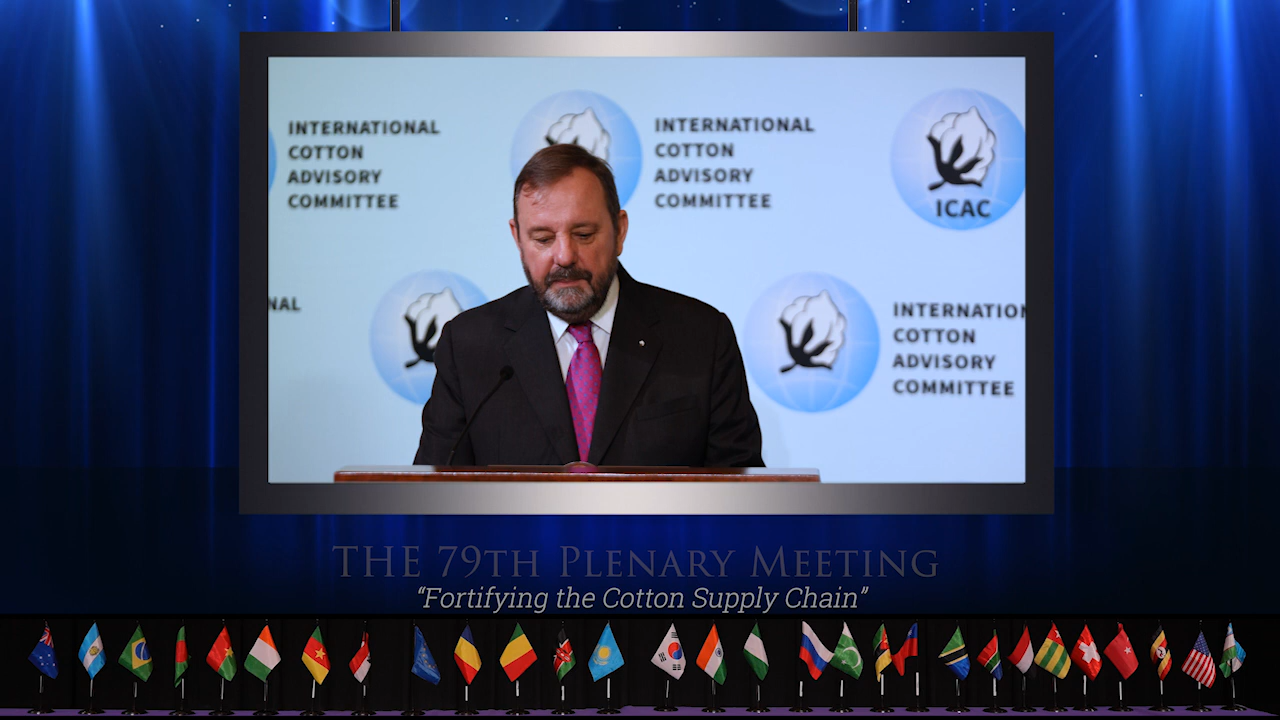 INTERNATIONAL
COTTON
ADVISORY
COMMITTEE
INTERNATIONAL
COTTON
ADVISORY
COMMITTEE
ICAC
NAL
INTERNATION
COTTON
ADVISORY
COMMITTEE
THE 79TH PLENARY MEETING
“Fortifying the Cotton Supply Chain”